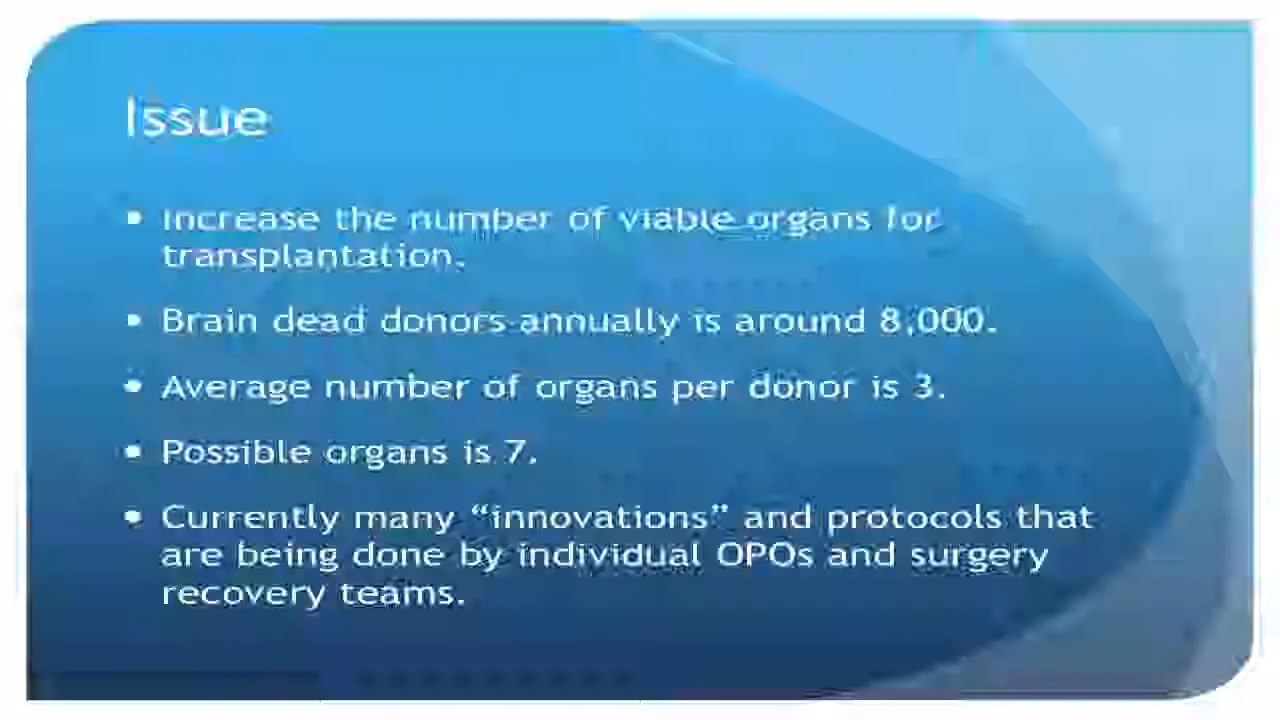 Issue
• Increase the number of viable organs for
transplantation.
• Brain dead donors annually is around 8,000.
• Average number of organs per donor is 3.
• Possible organs is 7.
• Currently many “innovations” and protocols that
are being done by individual OPOs and surgery
recovery teams.